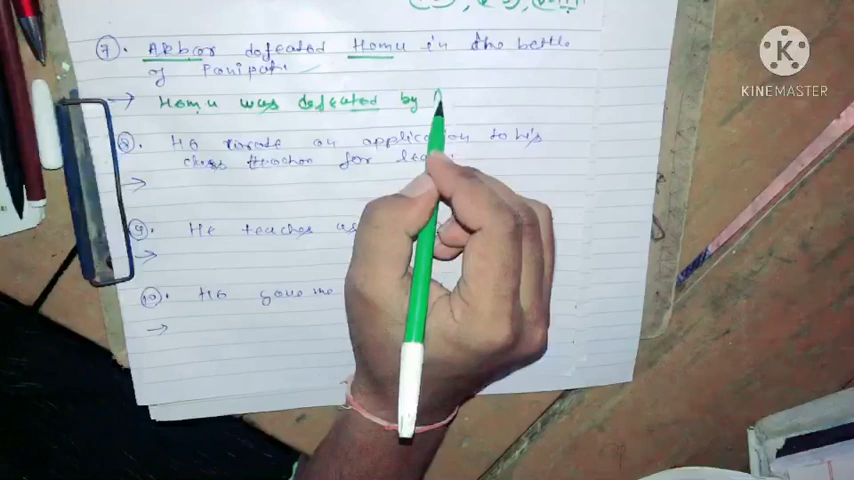 KINEMASTER
7. Akbar defeated Hemu in the battle
of Panipat.
→ Hemu was defeated by
8. He wrote an application to his
class teacher for
→
9. He teaches
→
10. He gave me
→